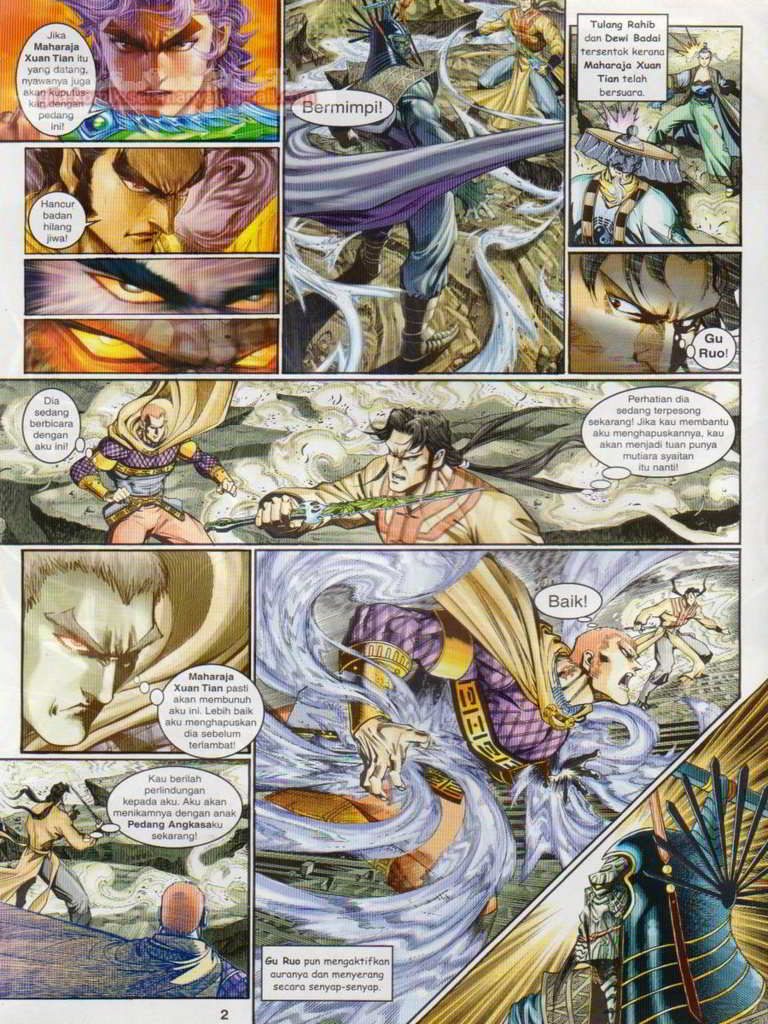 Jika
Maharaja
Xuan Tian itu
yang datang,
nyawanya juga
akan kuputus-
kan dengan
pedang
ini!
Bermimpi!
Tulang Rahib
dan Dewi Badai
tersentak kerana
Maharaja Xuan
Tian telah
bersuara.
Hancur
badan
hilang
jiwa!
Gu
Ruo!
Dia
sedang
berbicara
dengan
aku ini!
Perhatian dia
sedang terpesong
sekarang! Jika kau membantu
aku menghapuskannya, kau
akan menjadi tuan punya
mutiara syaitan
itu nanti!
Maharaja
Xuan Tian pasti
akan membunuh
aku ini. Lebih baik
aku menghapuskan
dia sebelum
terlambat!
Baik!
Kau berilah
perlindungan
kepada aku. Aku akan
menikamnya dengan anak
Pedang Angkasaku
sekarang!
Gu Ruo pun mengaktifkan
auranya dan menyerang
secara senyap-senyap.
2